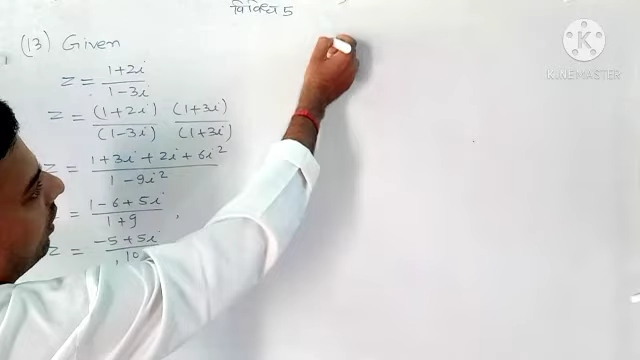 विविध 5
(13) Given
z = (1+2i)/(1-3i)
z = (1+2i)/(1-3i) (1+3i)/(1+3i)
z = (1+3i+2i+6i²)/(1-9i²)
= (1-6+5i)/(1+9),
z = (-5+5i)/10
KINEMASTER